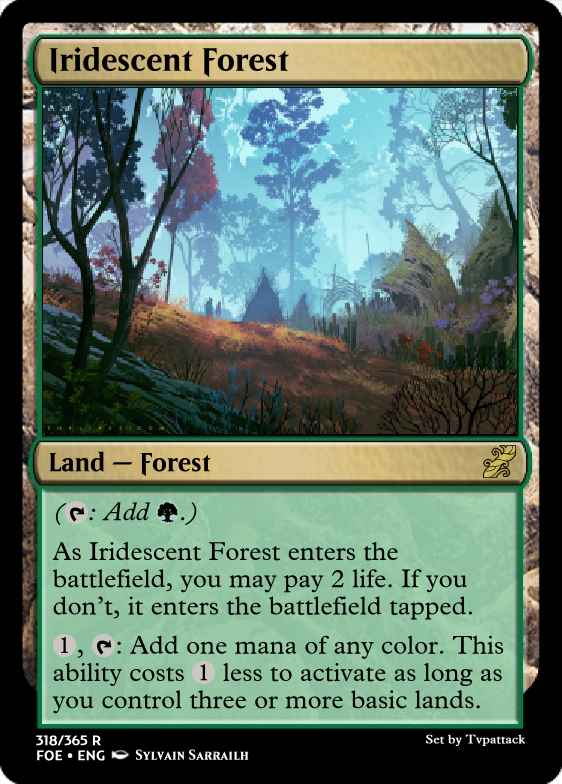 Iridescent Forest
Land — Forest
(T: Add G.)
As Iridescent Forest enters the
battlefield, you may pay 2 life. If you
don't, it enters the battlefield tapped.
1, T: Add one mana of any color. This
ability costs 1 less to activate as long as
you control three or more basic lands.
318/365 R
Set by Tvpattack
FOE • ENG Sylvain Sarrailh